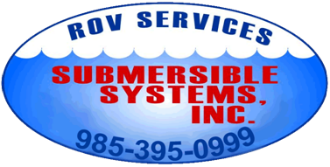 ROV SERVICES
SUBMERSIBLE
SYSTEMS,
INC.
985-395-0999